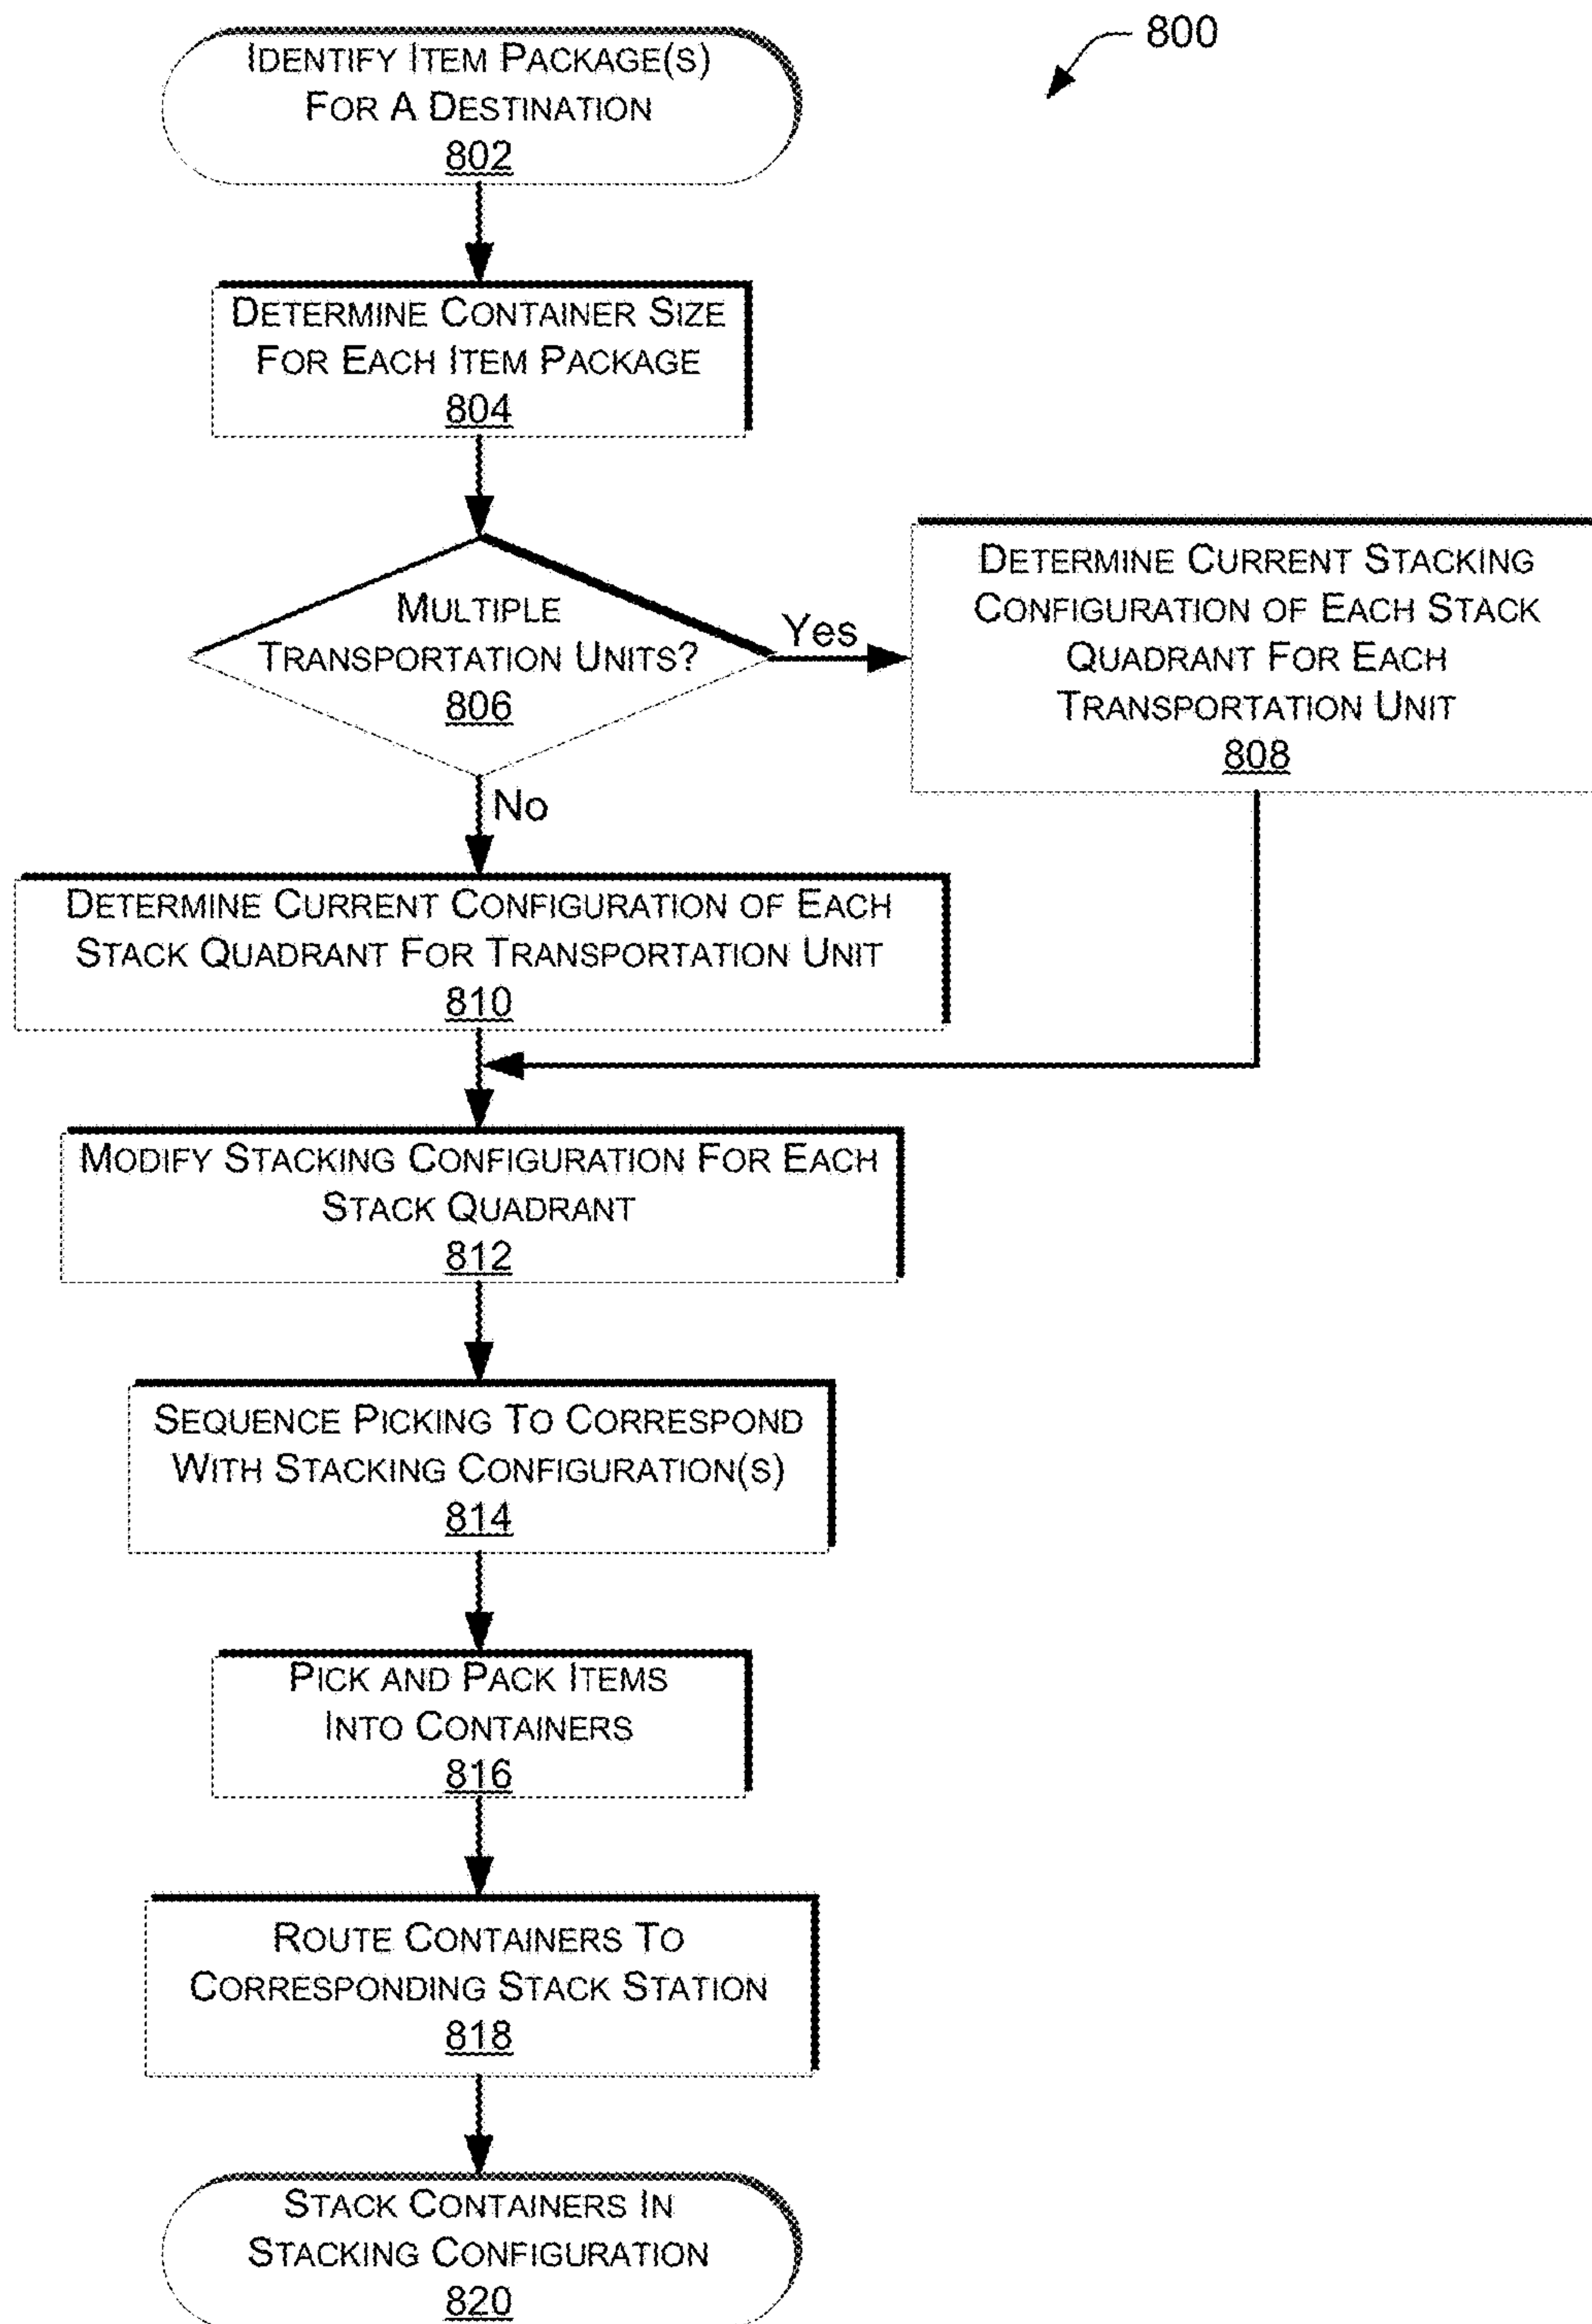 800
IDENTIFY ITEM PACKAGE(S)
FOR A DESTINATION
802
DETERMINE CONTAINER SIZE
FOR EACH ITEM PACKAGE
804
MULTIPLE
TRANSPORTATION UNITS?
806
Yes
DETERMINE CURRENT STACKING
CONFIGURATION OF EACH STACK
QUADRANT FOR EACH
TRANSPORTATION UNIT
808
No
DETERMINE CURRENT CONFIGURATION OF EACH
STACK QUADRANT FOR TRANSPORTATION UNIT
810
MODIFY STACKING CONFIGURATION FOR EACH
STACK QUADRANT
812
SEQUENCE PICKING TO CORRESPOND
WITH STACKING CONFIGURATION(S)
814
PICK AND PACK ITEMS
INTO CONTAINERS
816
ROUTE CONTAINERS TO
CORRESPONDING STACK STATION
818
STACK CONTAINERS IN
STACKING CONFIGURATION
820